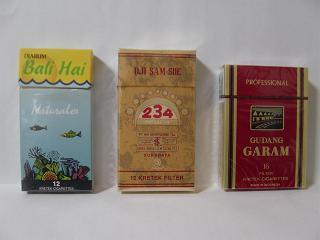 DJARUM
Bali Hai
Naturales
12
KRETEK CIGARETTES
DJI SAM SOE
234
SURABAYA
12 KRETEK FILTER
PROFESSIONAL
GUDANG
GARAM
16
FILTER
KRETEK CIGARETTES
MADE IN INDONESIA